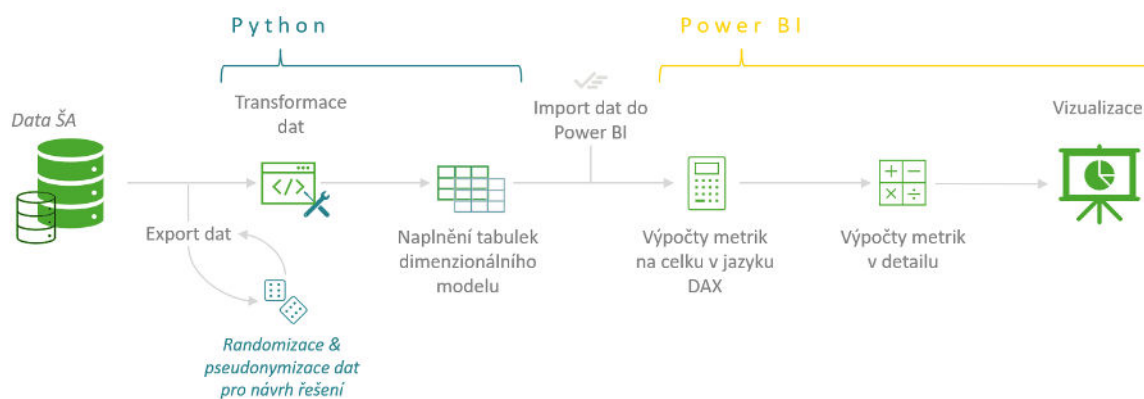 Python
Power BI
Data ŠA
Transformace
dat
Import dat do
Power BI
Vizualizace
Export dat
Naplnění tabulek
dimenzionálního
modelu
Výpočty metrik
na celku v jazyku
DAX
Výpočty metrik
v detailu
Randomizace &
pseudonymizace dat
pro návrh řešení